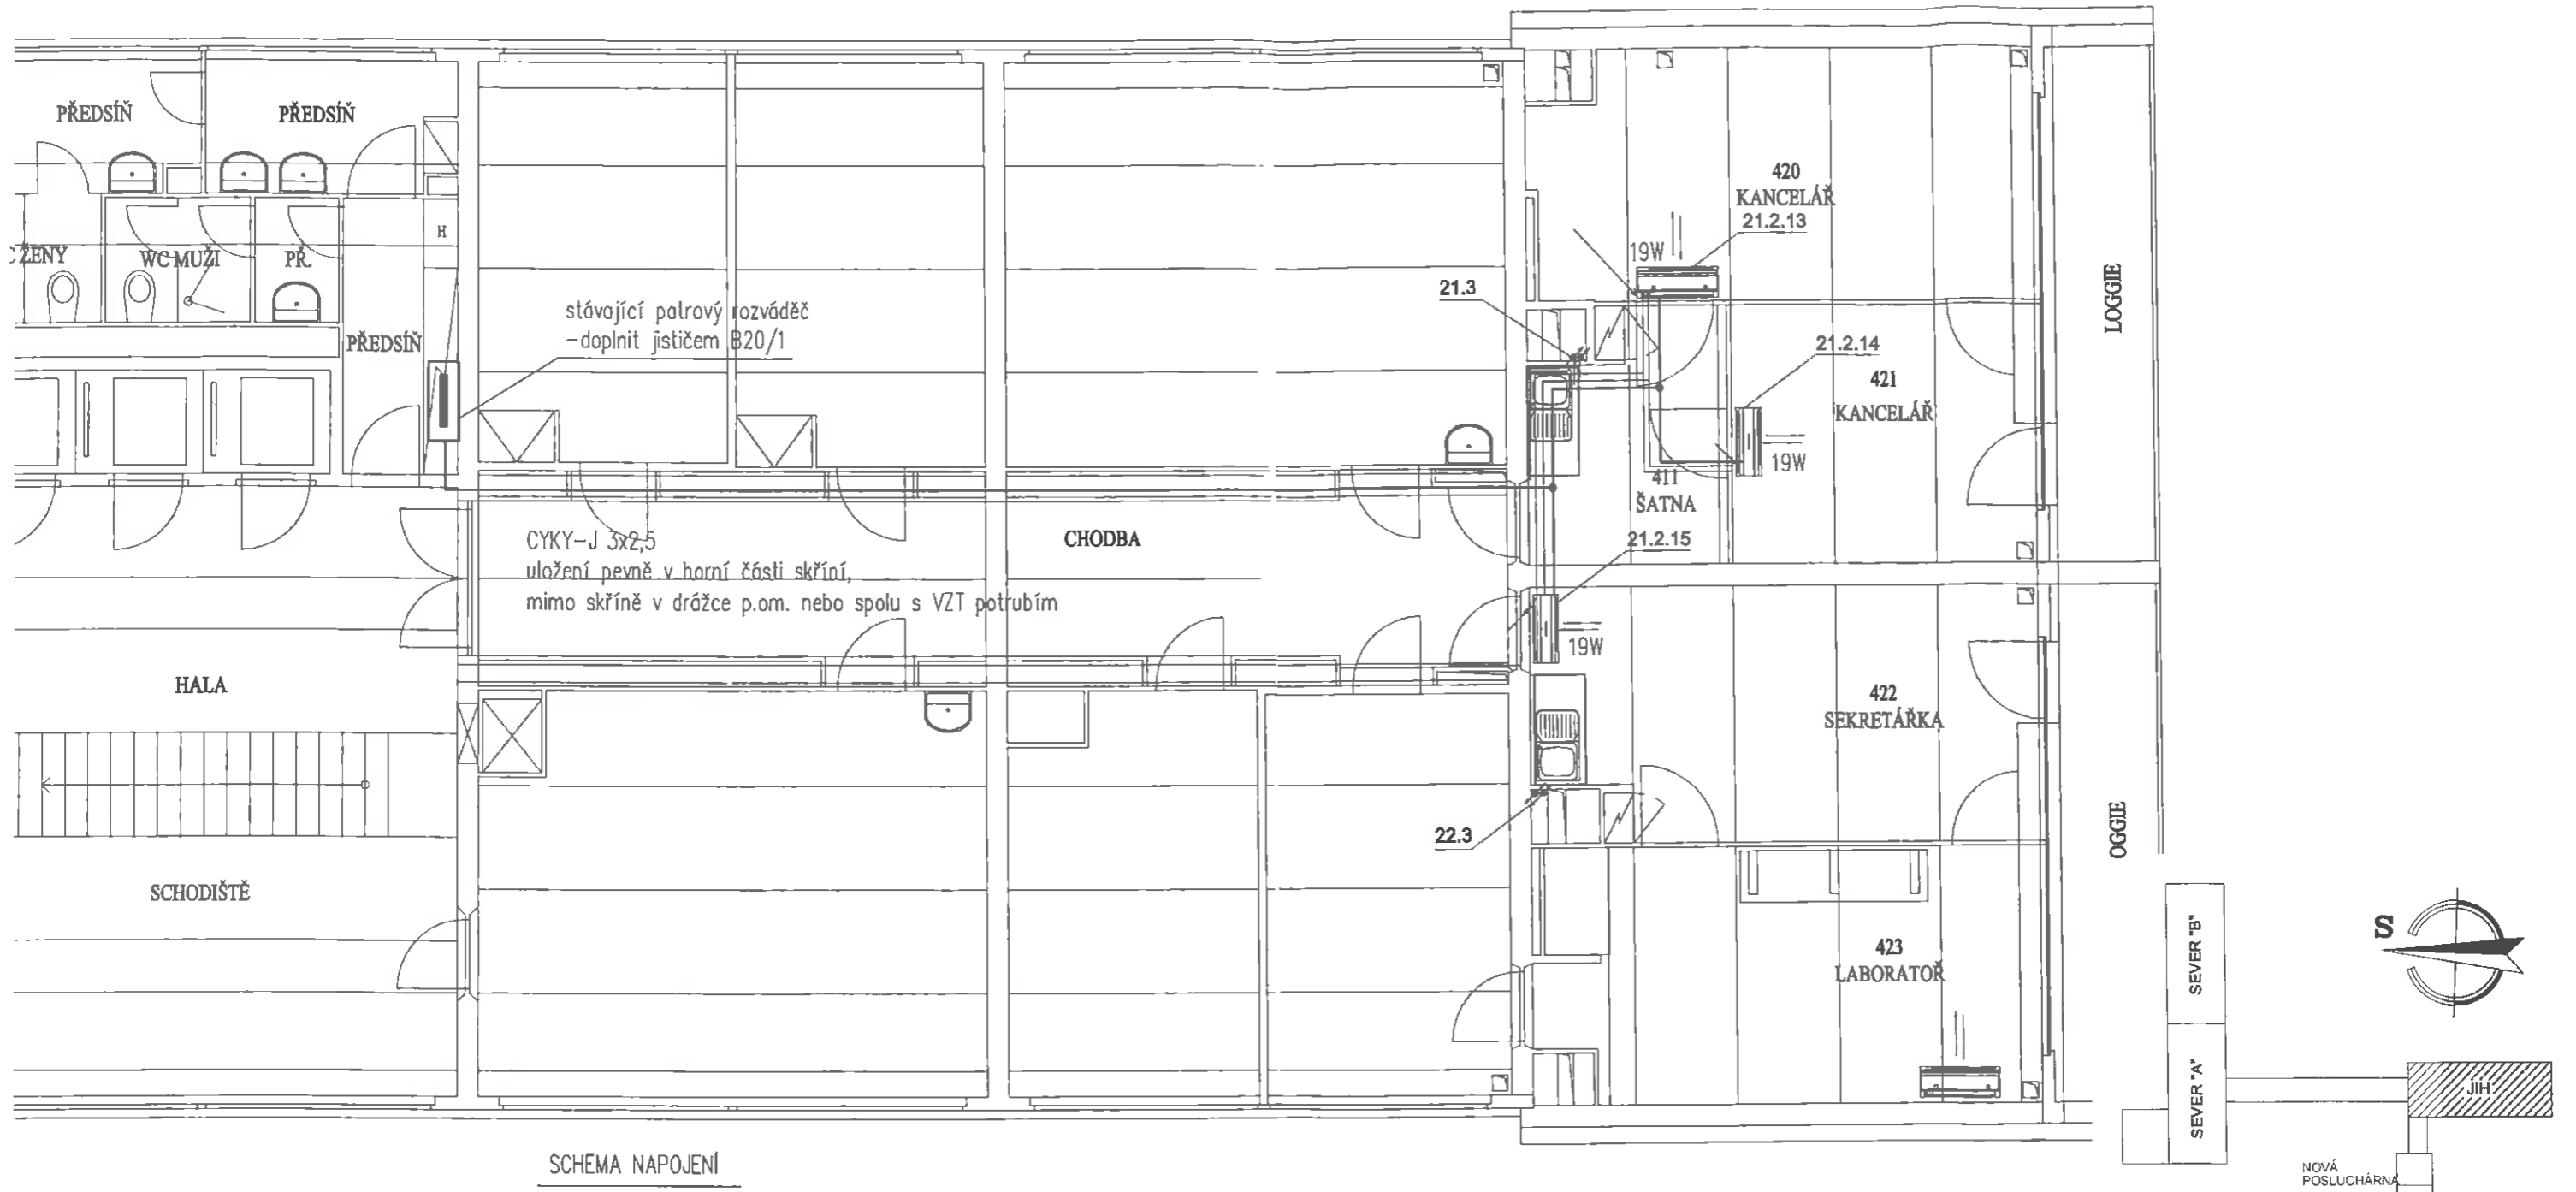 PŘEDSÍŇ
PŘEDSÍŇ
ŽENY
WC MUŽI
PŘ.
H
PŘEDSÍŇ
stávající patrový rozváděč
-doplnit jističem B20/1
CYKY-J 3x2,5
uložení pevně v horní části skříní,
mimo skříně v drážce p.om. nebo spolu s VZT potrubím
CHODBA
HALA
SCHODIŠTĚ
420
KANCELÁŘ
21.2.13
19W
21.3
21.2.14
421
KANCELÁŘ
19W
411
ŠATNA
21.2.15
19W
422
SEKRETÁŘKA
22.3
423
LABORATOŘ
LOGGIE
OGGIE
S
SEVER "B"
SEVER "A"
JIH
NOVÁ
POSLUCHÁRNA
SCHEMA NAPOJENÍ